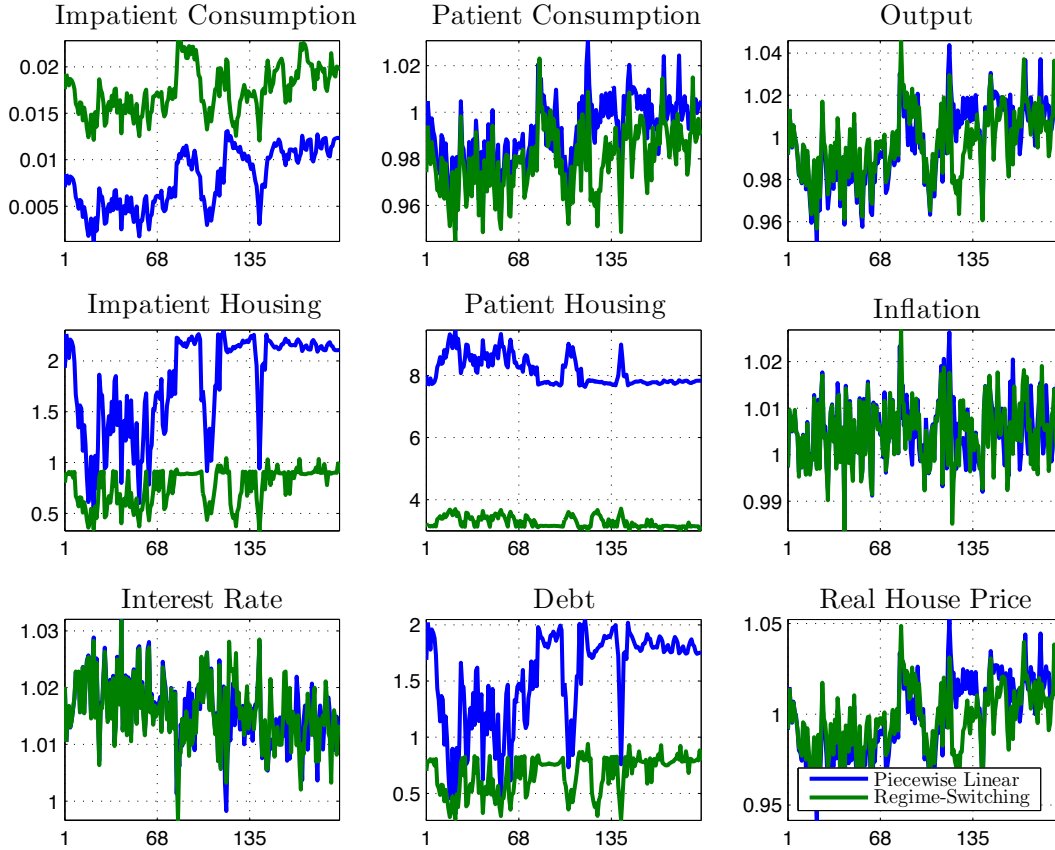 Impatient Consumption
0.02
0.015
0.01
0.005
1 68 135
Patient Consumption
1.02
1
0.98
0.96
1 68 135
Output
1.04
1.02
1
0.98
0.96
1 68 135
Impatient Housing
2
1.5
1
0.5
1 68 135
Patient Housing
8
6
4
1 68 135
Inflation
1.02
1.01
1
0.99
1 68 135
Interest Rate
1.03
1.02
1.01
1
1 68 135
Debt
2
1.5
1
0.5
1 68 135
Real House Price
1.05
1
0.95
1 68 135
Piecewise Linear
Regime-Switching